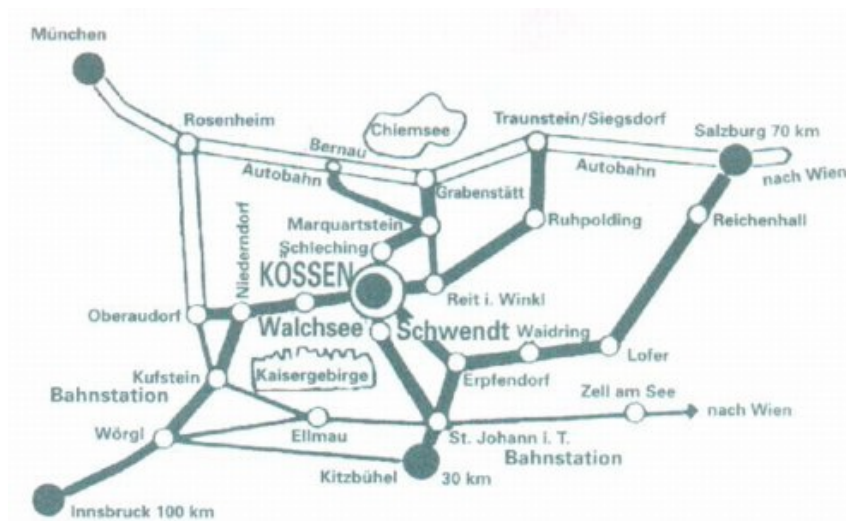 München
Rosenheim
Chiemsee
Traunstein/Siegsdorf
Salzburg 70 km
Bernau
Autobahn
Autobahn
nach Wien
Grabenstätt
Marquartstein
Ruhpolding
Reichenhall
Schleching
Niederndorf
KÖSSEN
Reit i. Winkl
Oberaudorf
Walchsee
Schwendt
Waidring
Lofer
Kufstein
Kaisergebirge
Erpfendorf
Bahnstation
Zell am See
nach Wien
Wörgl
Ellmau
St. Johann i. T.
Bahnstation
Kitzbühel
30 km
Innsbruck 100 km